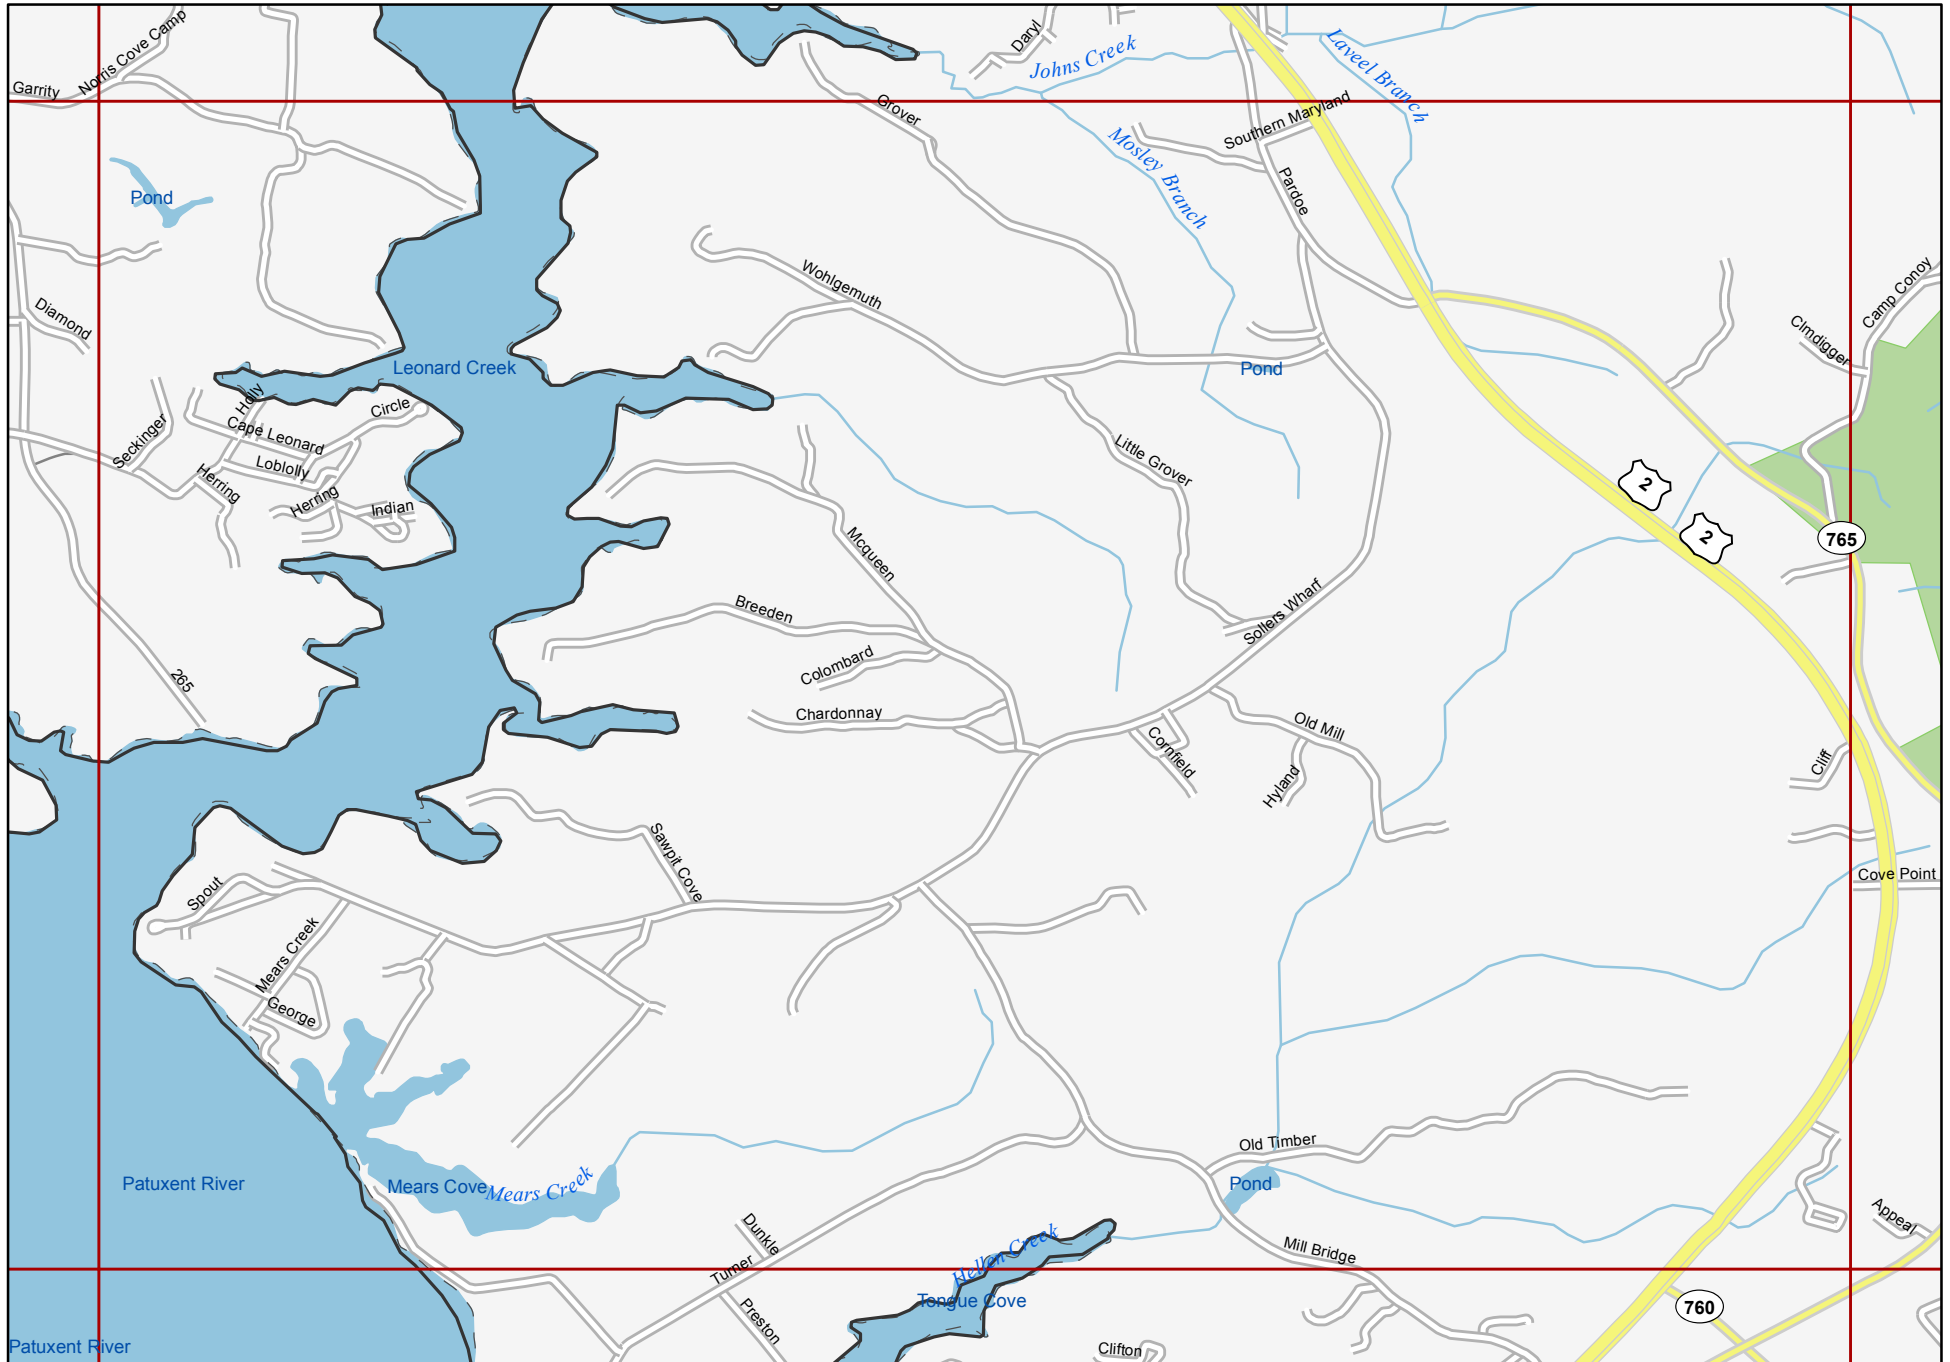 Norris Cove Camp
Garrity
Daryl
Johns Creek
Laveel Branch
Grover
Southern Maryland
Mosley Branch
Pardoe
Pond
Diamond
Wohlgemuth
Camp Conoy
Clmdigger
Leonard Creek
Pond
Holly
Circle
Seckinger
Cape Leonard
Loblolly
Herring
Herring
Indian
Little Grover
2
2
765
Mcqueen
Breeden
Sollers Wharf
Colombard
265
Chardonnay
Cornfield
Old Mill
Hyland
Cliff
Sawpit Cove
Spout
Cove Point
Mears Creek
George
Old Timber
Patuxent River
Mears Cove
Mears Creek
Pond
Dunkle
Turner
Hellen Creek
Mill Bridge
Appeal
Tongue Cove
760
Preston
Patuxent River
Clifton